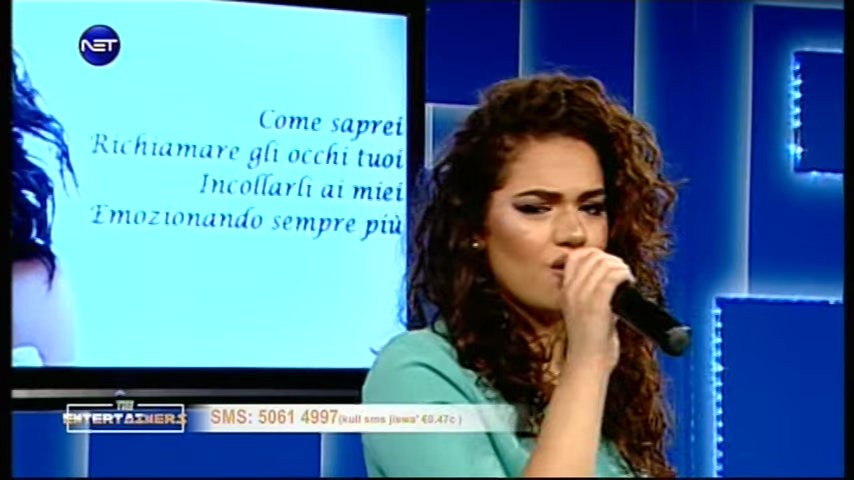 NET
Come saprei
Richiamare gli occhi tuoi
Incollarli ai miei
Emozionando sempre più
THE
ENTERTAINERS
SMS: 5061 4997(kull sms jiswa' €0.47c )